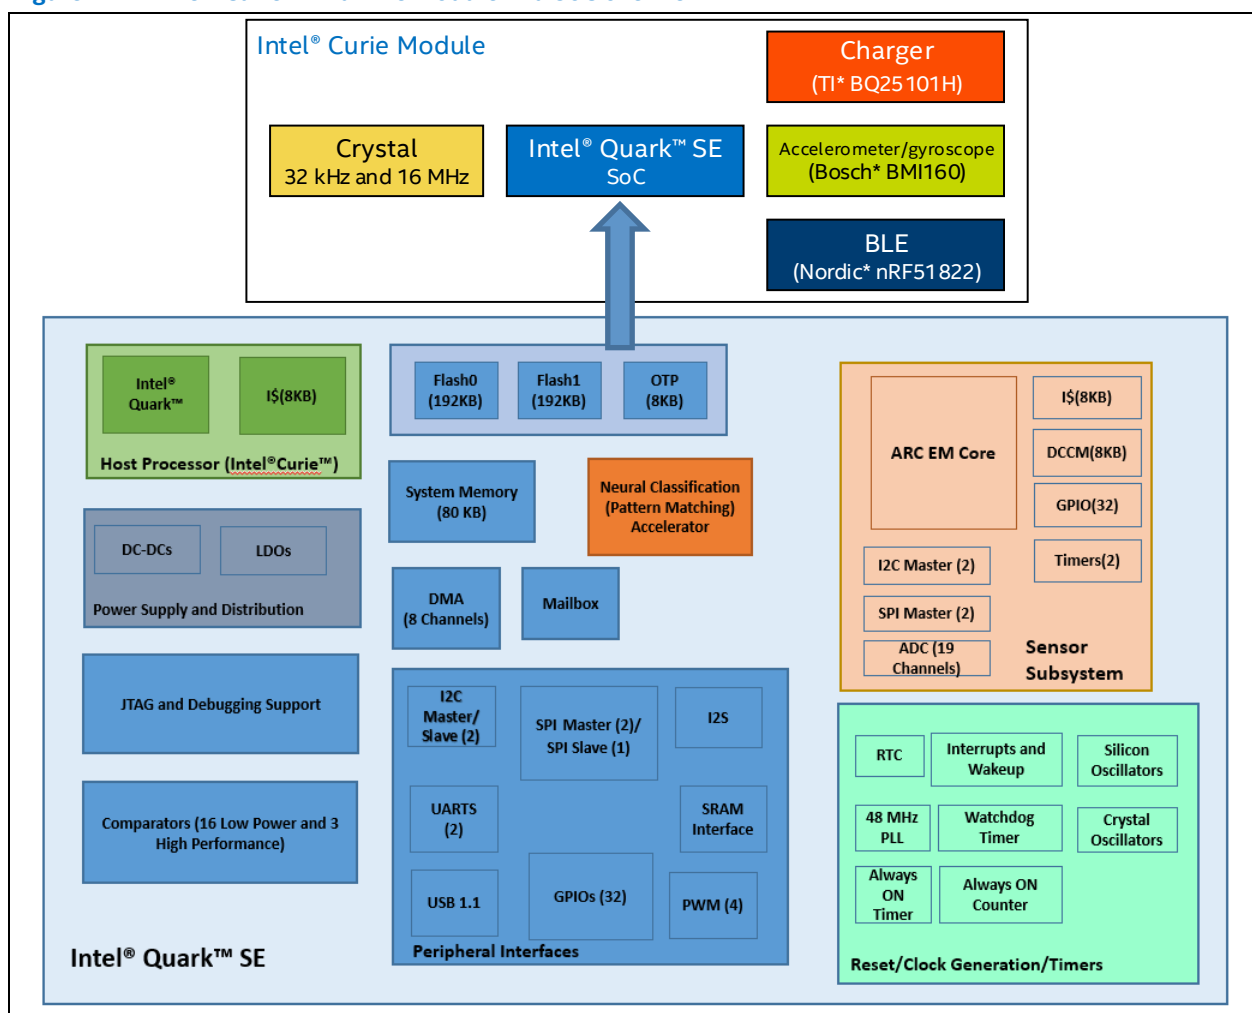 Intel® Curie Module
Charger
(TI* BQ25101H)
Crystal
32 kHz and 16 MHz
Intel® Quark™ SE
SoC
Accelerometer/gyroscope
(Bosch* BMI160)
BLE
(Nordic* nRF51822)
Intel®
Quark™
I$(8KB)
Host Processor (Intel®Curie™)
Flash0
(192KB)
Flash1
(192KB)
OTP
(8KB)
ARC EM Core
I$(8KB)
DCCM(8KB)
GPIO(32)
Timers(2)
I2C Master (2)
SPI Master (2)
ADC (19
Channels)
Sensor
Subsystem
System Memory
(80 KB)
Neural Classification
(Pattern Matching)
Accelerator
DC-DCs
LDOs
Power Supply and Distribution
DMA
(8 Channels)
Mailbox
JTAG and Debugging Support
I2C
Master/
Slave (2)
SPI Master (2)/
SPI Slave (1)
I2S
UARTS
(2)
SRAM
Interface
USB 1.1
GPIOs (32)
PWM (4)
Peripheral Interfaces
Comparators (16 Low Power and 3
High Performance)
RTC
Interrupts and
Wakeup
Silicon
Oscillators
48 MHz
PLL
Watchdog
Timer
Crystal
Oscillators
Always
ON
Timer
Always ON
Counter
Reset/Clock Generation/Timers
Intel® Quark™ SE